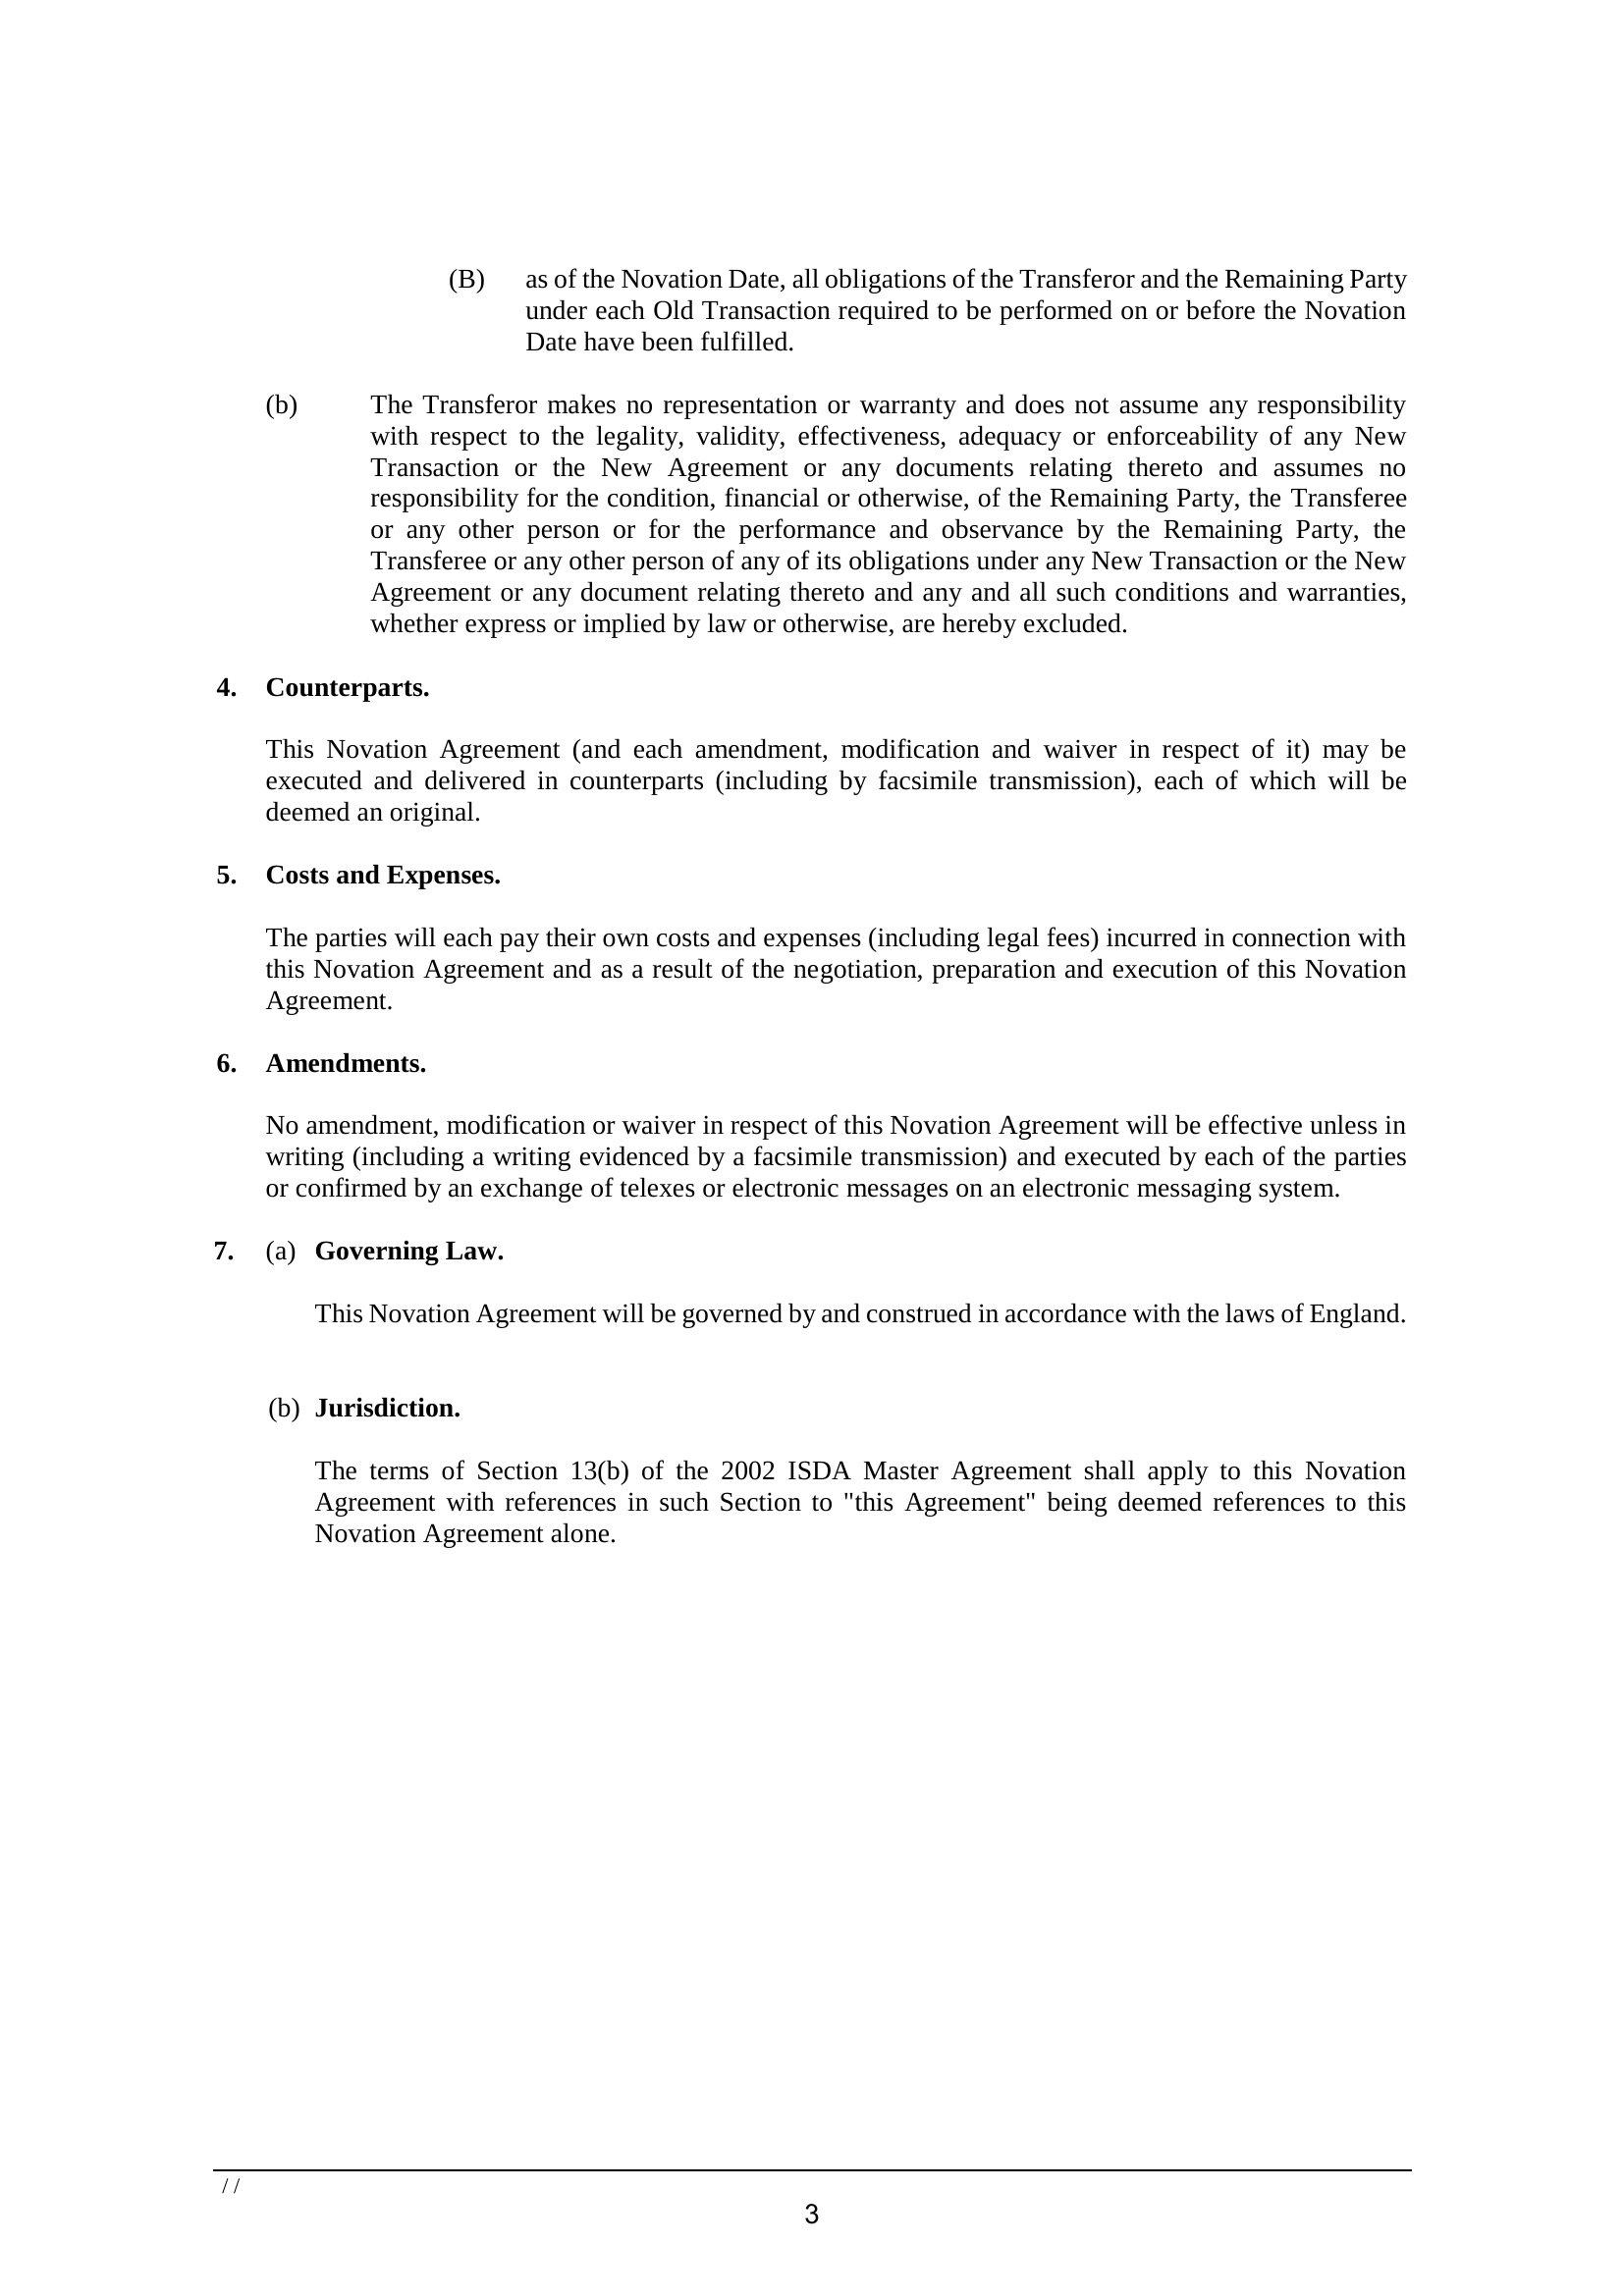 (B) as of the Novation Date, all obligations of the Transferor and the Remaining Party
under each Old Transaction required to be performed on or before the Novation
Date have been fulfilled.
(b) The Transferor makes no representation or warranty and does not assume any responsibility
with respect to the legality, validity, effectiveness, adequacy or enforceability of any New
Transaction or the New Agreement or any documents relating thereto and assumes no
responsibility for the condition, financial or otherwise, of the Remaining Party, the Transferee
or any other person or for the performance and observance by the Remaining Party, the
Transferee or any other person of any of its obligations under any New Transaction or the New
Agreement or any document relating thereto and any and all such conditions and warranties,
whether express or implied by law or otherwise, are hereby excluded.
4. Counterparts.
This Novation Agreement (and each amendment, modification and waiver in respect of it) may be
executed and delivered in counterparts (including by facsimile transmission), each of which will be
deemed an original.
5. Costs and Expenses.
The parties will each pay their own costs and expenses (including legal fees) incurred in connection with
this Novation Agreement and as a result of the negotiation, preparation and execution of this Novation
Agreement.
6. Amendments.
No amendment, modification or waiver in respect of this Novation Agreement will be effective unless in
writing (including a writing evidenced by a facsimile transmission) and executed by each of the parties
or confirmed by an exchange of telexes or electronic messages on an electronic messaging system.
7. (a) Governing Law.
This Novation Agreement will be governed by and construed in accordance with the laws of England.
(b) Jurisdiction.
The terms of Section 13(b) of the 2002 ISDA Master Agreement shall apply to this Novation
Agreement with references in such Section to "this Agreement" being deemed references to this
Novation Agreement alone.
/ /
3